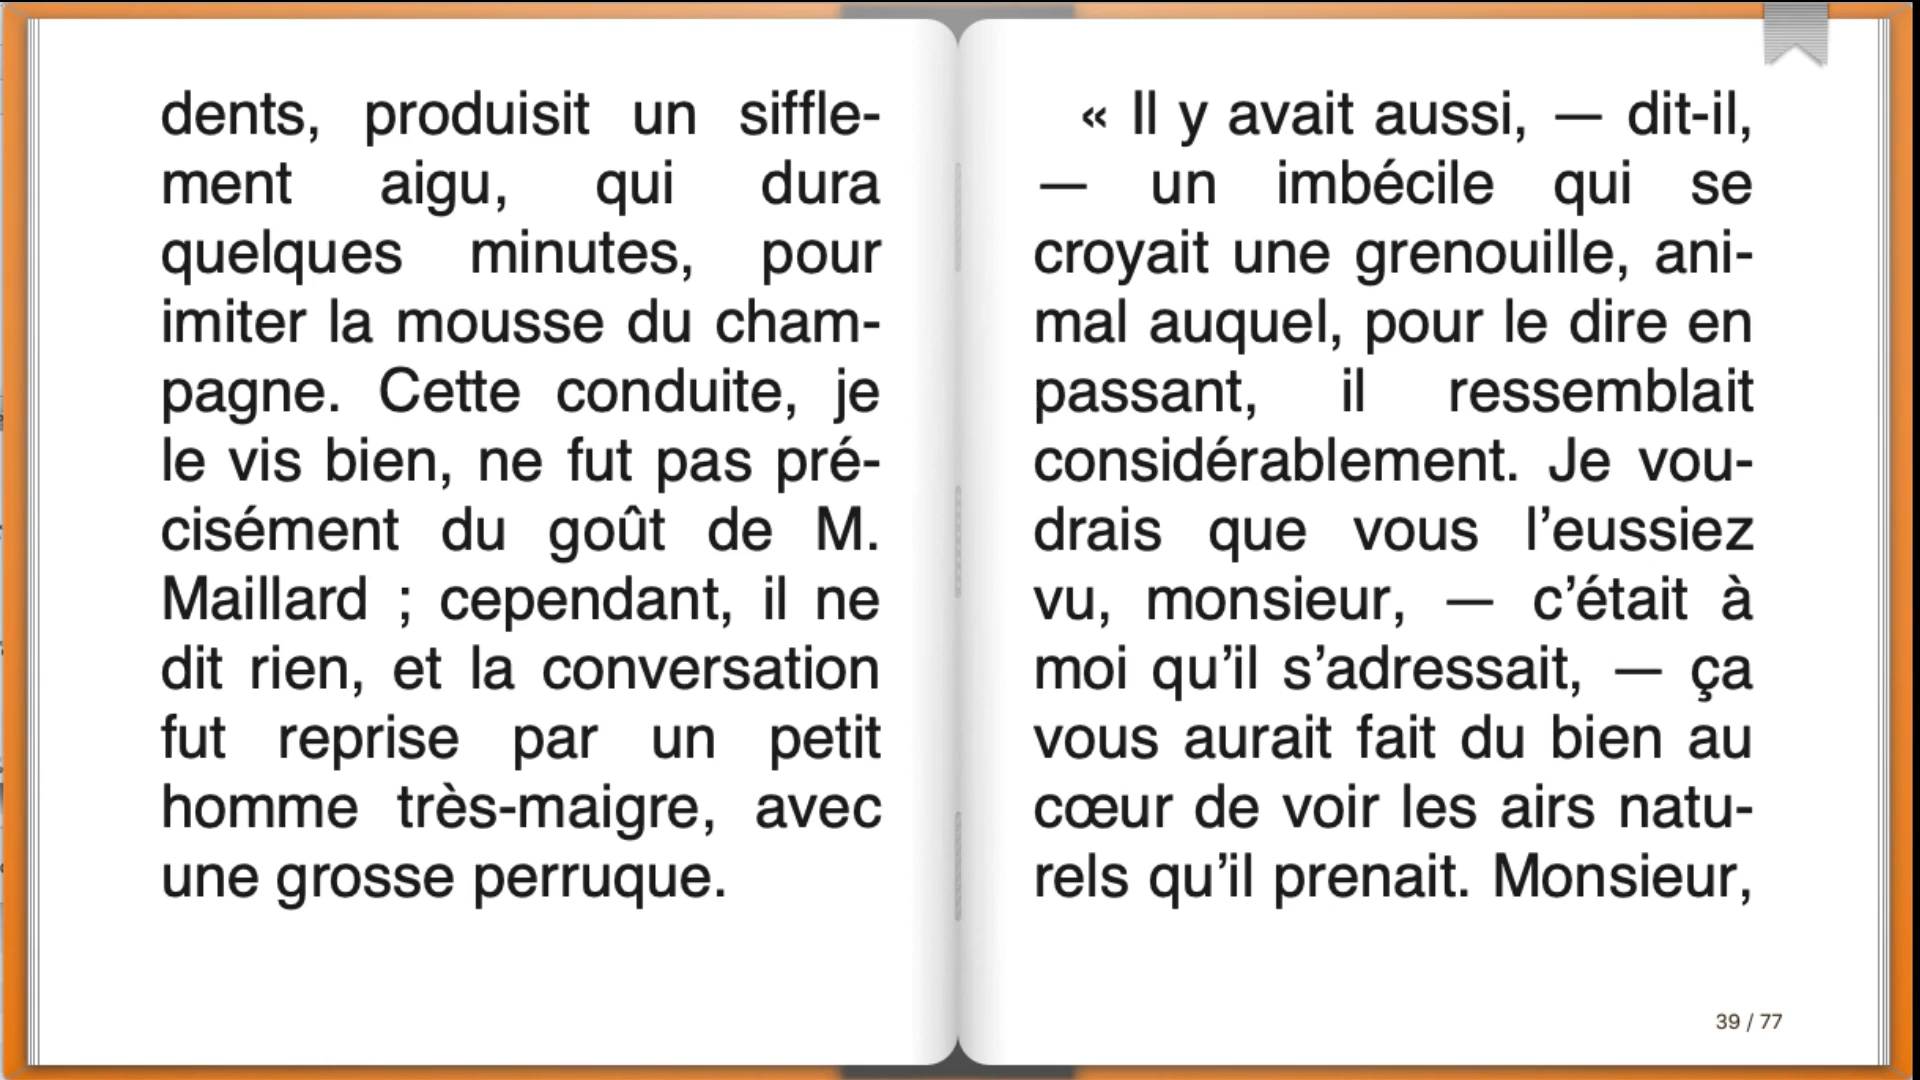 dents, produisit un siffle-
ment aigu, qui dura
quelques minutes, pour
imiter la mousse du cham-
pagne. Cette conduite, je
le vis bien, ne fut pas pré-
cisément du goût de M.
Maillard ; cependant, il ne
dit rien, et la conversation
fut reprise par un petit
homme très-maigre, avec
une grosse perruque.
« Il y avait aussi, — dit-il,
— un imbécile qui se
croyait une grenouille, ani-
mal auquel, pour le dire en
passant, il ressemblait
considérablement. Je vou-
drais que vous l’eussiez
vu, monsieur, — c’était à
moi qu’il s’adressait, — ça
vous aurait fait du bien au
cœur de voir les airs natu-
rels qu’il prenait. Monsieur,
39 / 77